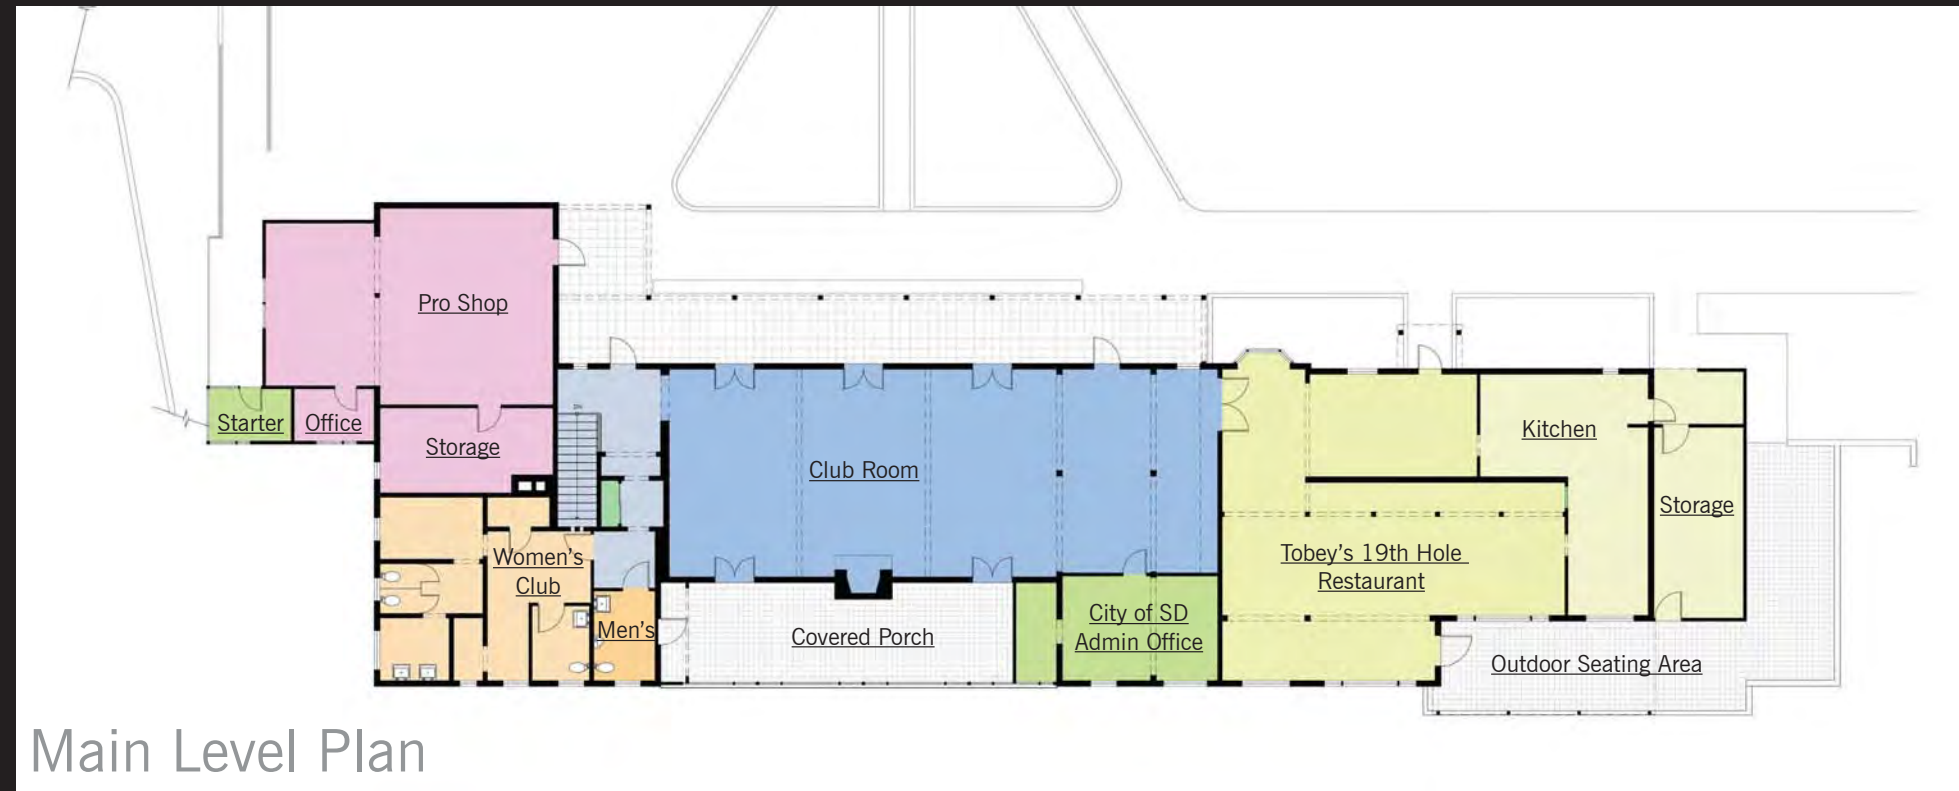 Pro Shop
Starter
Office
Storage
Kitchen
Club Room
Storage
Women's
Club
Tobey's 19th Hole
Restaurant
Men's
Covered Porch
City of SD
Admin Office
Outdoor Seating Area
Main Level Plan